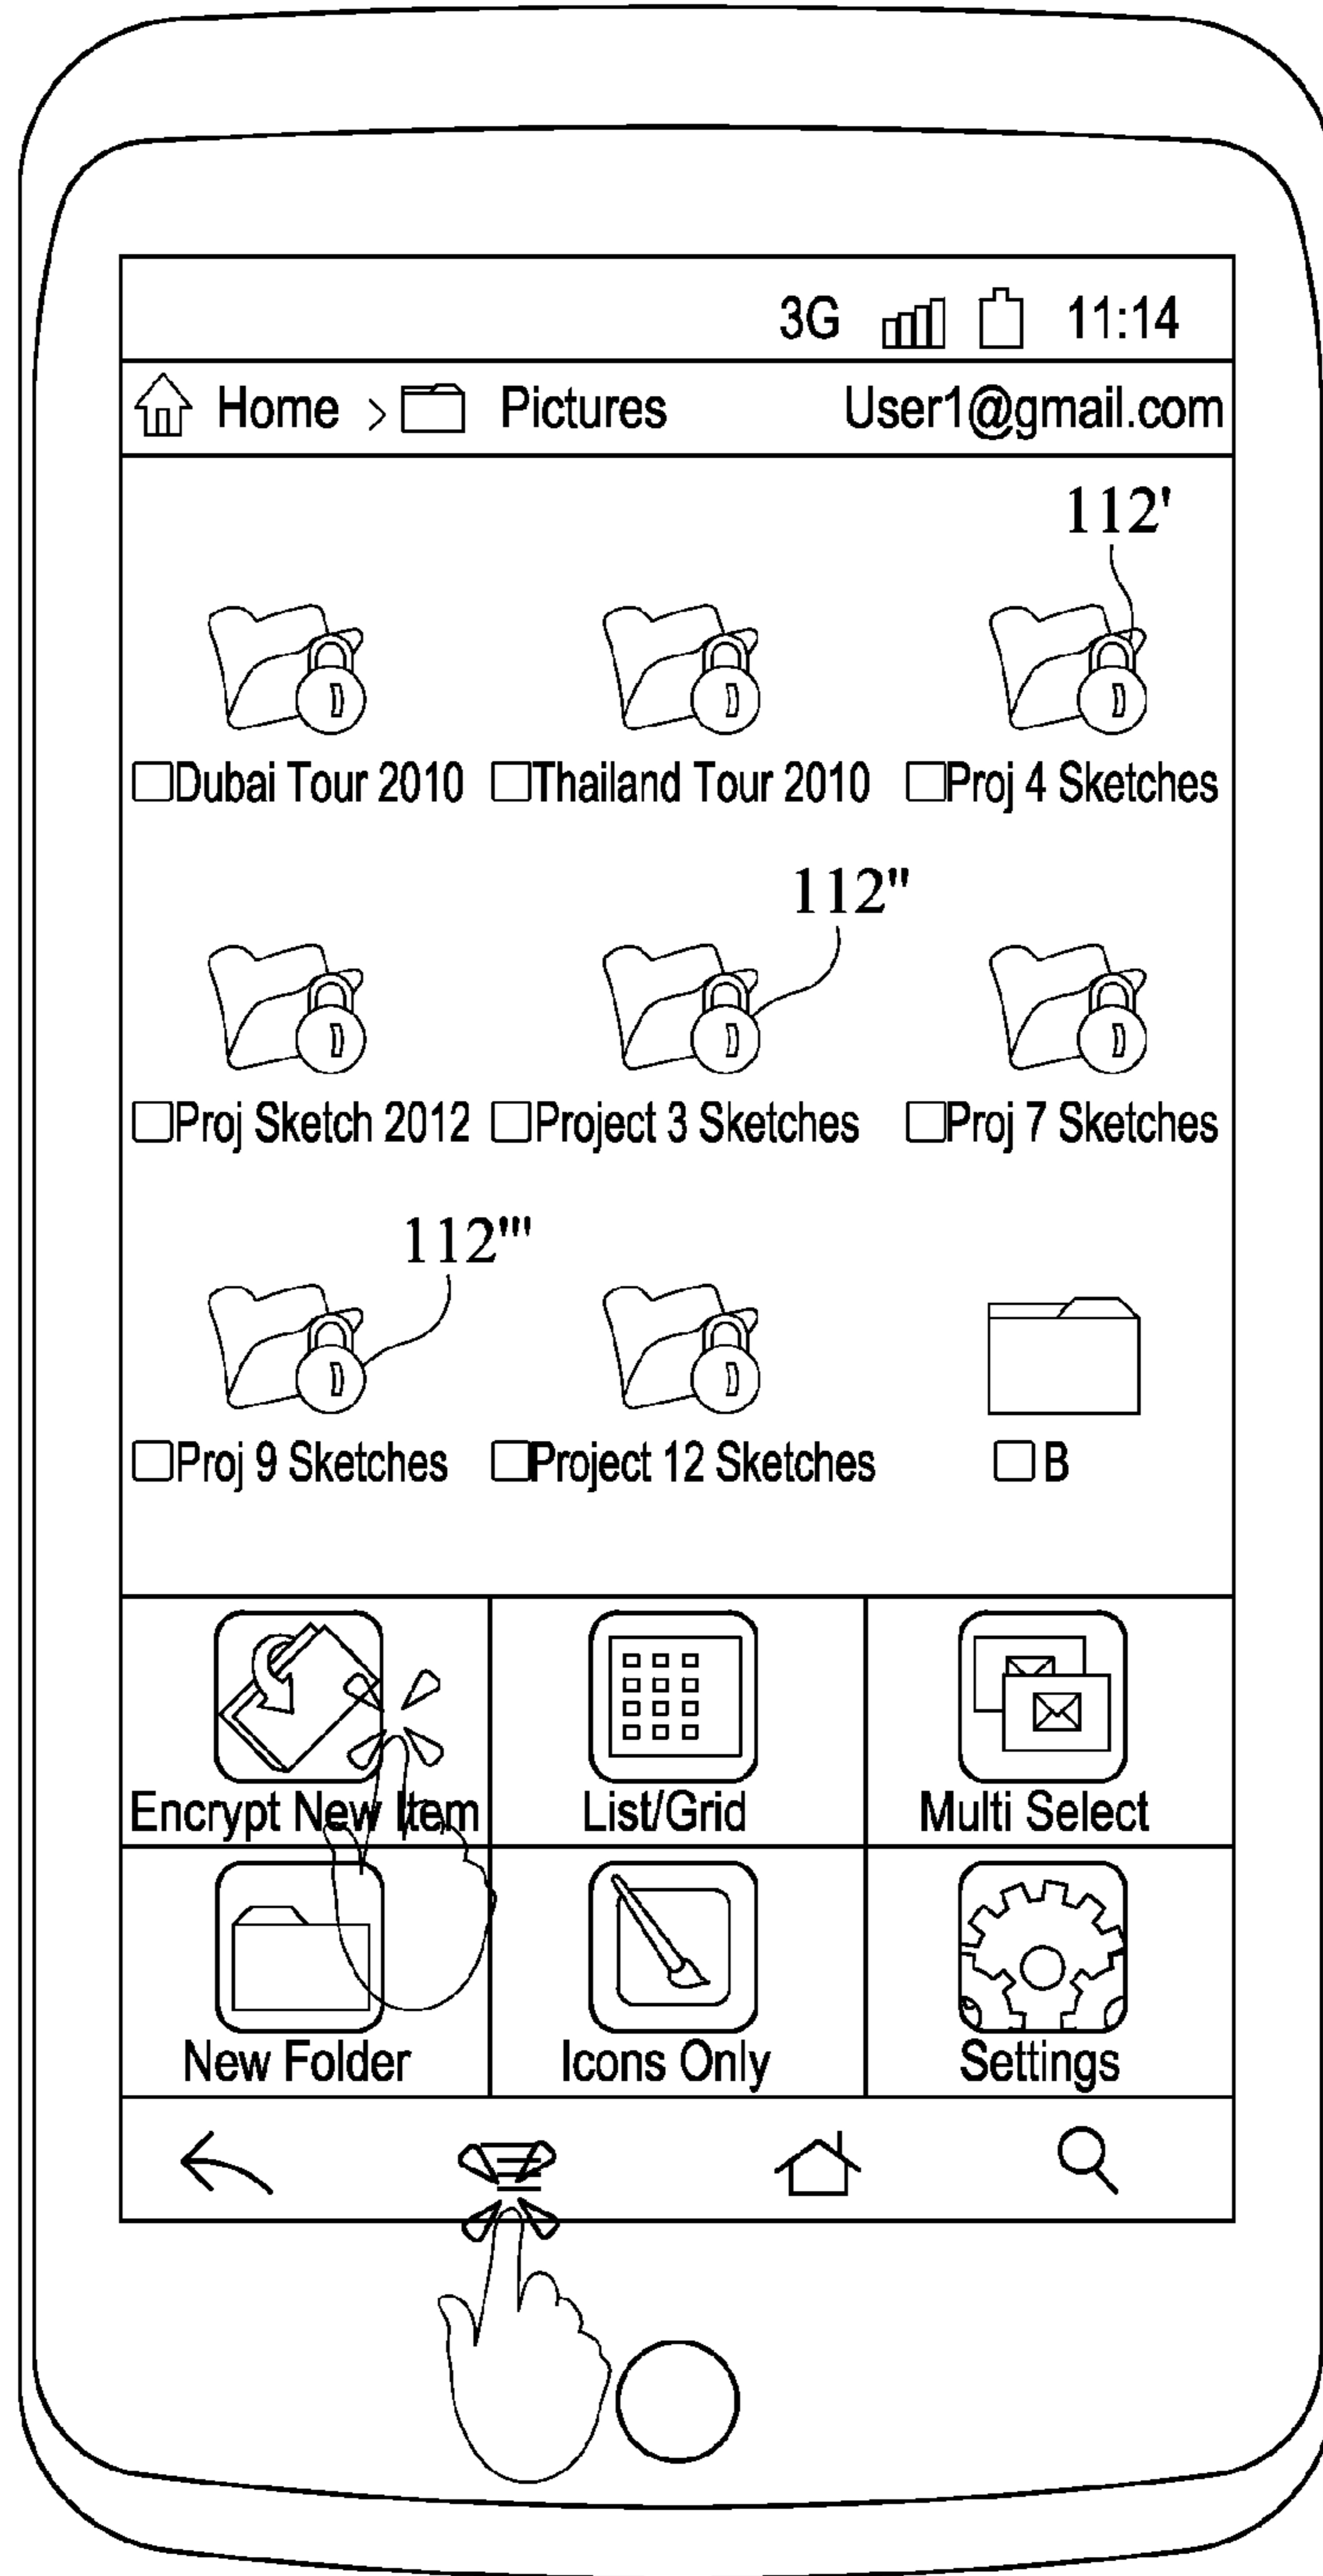 3G 11:14
Home > Pictures User1@gmail.com
112'
Dubai Tour 2010 Thailand Tour 2010 Proj 4 Sketches
112"
Proj Sketch 2012 Project 3 Sketches Proj 7 Sketches
112'''
Proj 9 Sketches Project 12 Sketches B
Encrypt New Item List/Grid Multi Select
New Folder Icons Only Settings